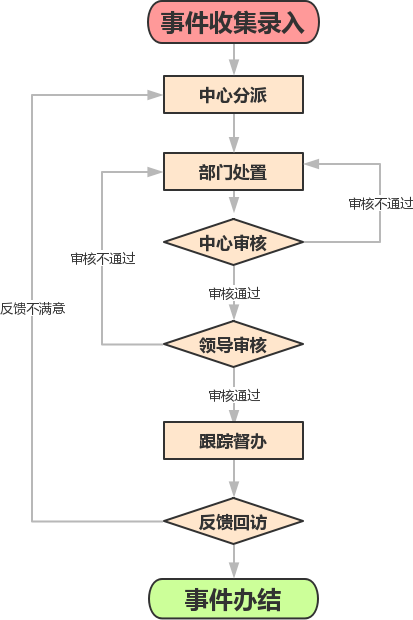 事件收集录入
中心分派
部门处置
审核不通过
中心审核
审核不通过
审核通过
反馈不满意
领导审核
审核通过
跟踪督办
反馈回访
事件办结